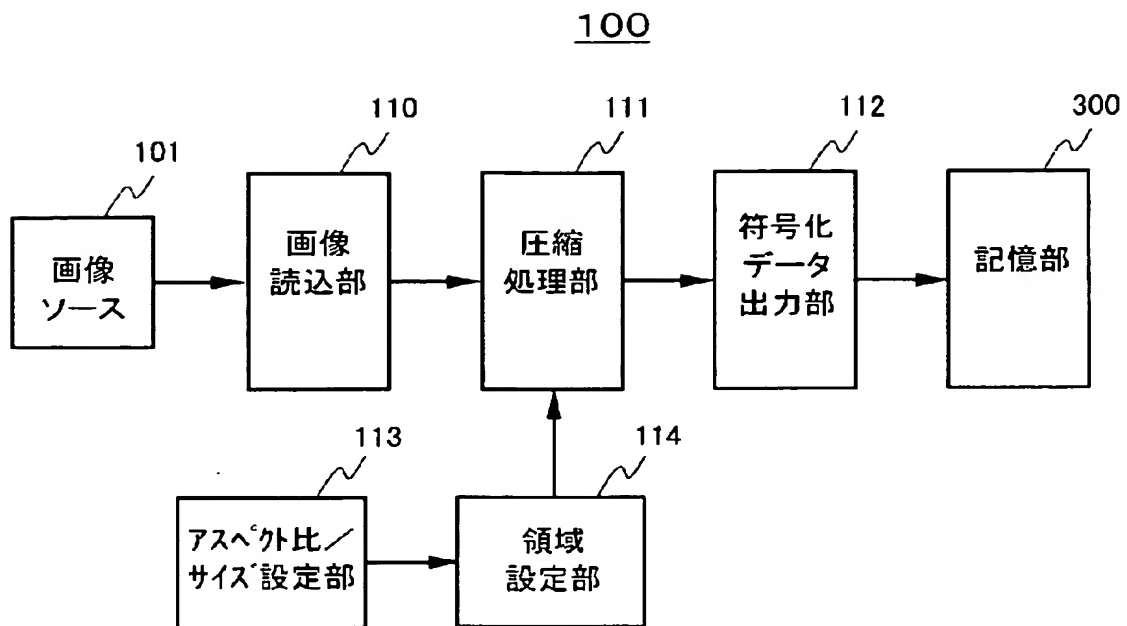 100
101
110
111
112
300
画像
ソース
画像
読込部
圧縮
処理部
符号化
データ
出力部
記憶部
113
114
アスペクト比／
サイズ設定部
領域
設定部